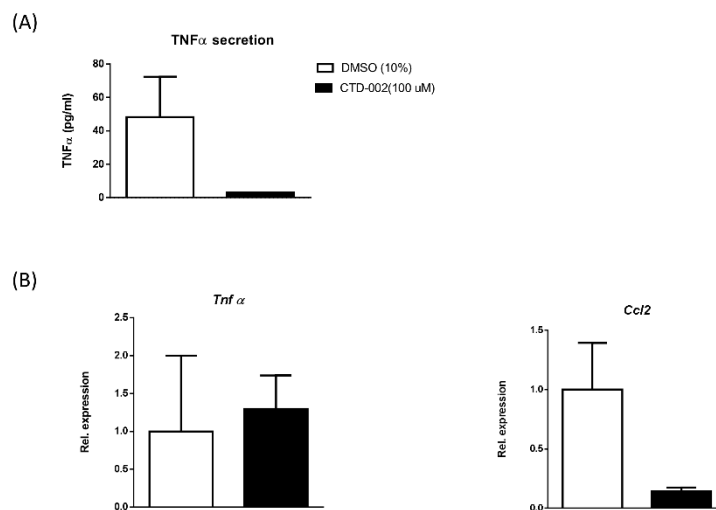 (A)
TNFα secretion
DMSO (10%)
CTD-002(100 uM)
TNFα (pg/ml)
80
60
40
20
0
(B)
Tnf α
Rel. expression
2.5
2.0
1.5
1.0
0.5
0.0
Ccl2
Rel. expression
1.5
1.0
0.5
0.0